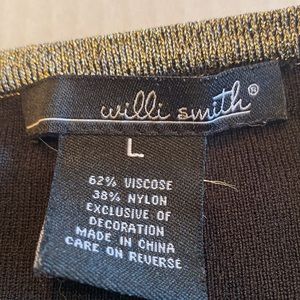 willi smith®
L
62% VISCOSE
38% NYLON
EXCLUSIVE OF
DECORATION
MADE IN CHINA
CARE ON REVERSE